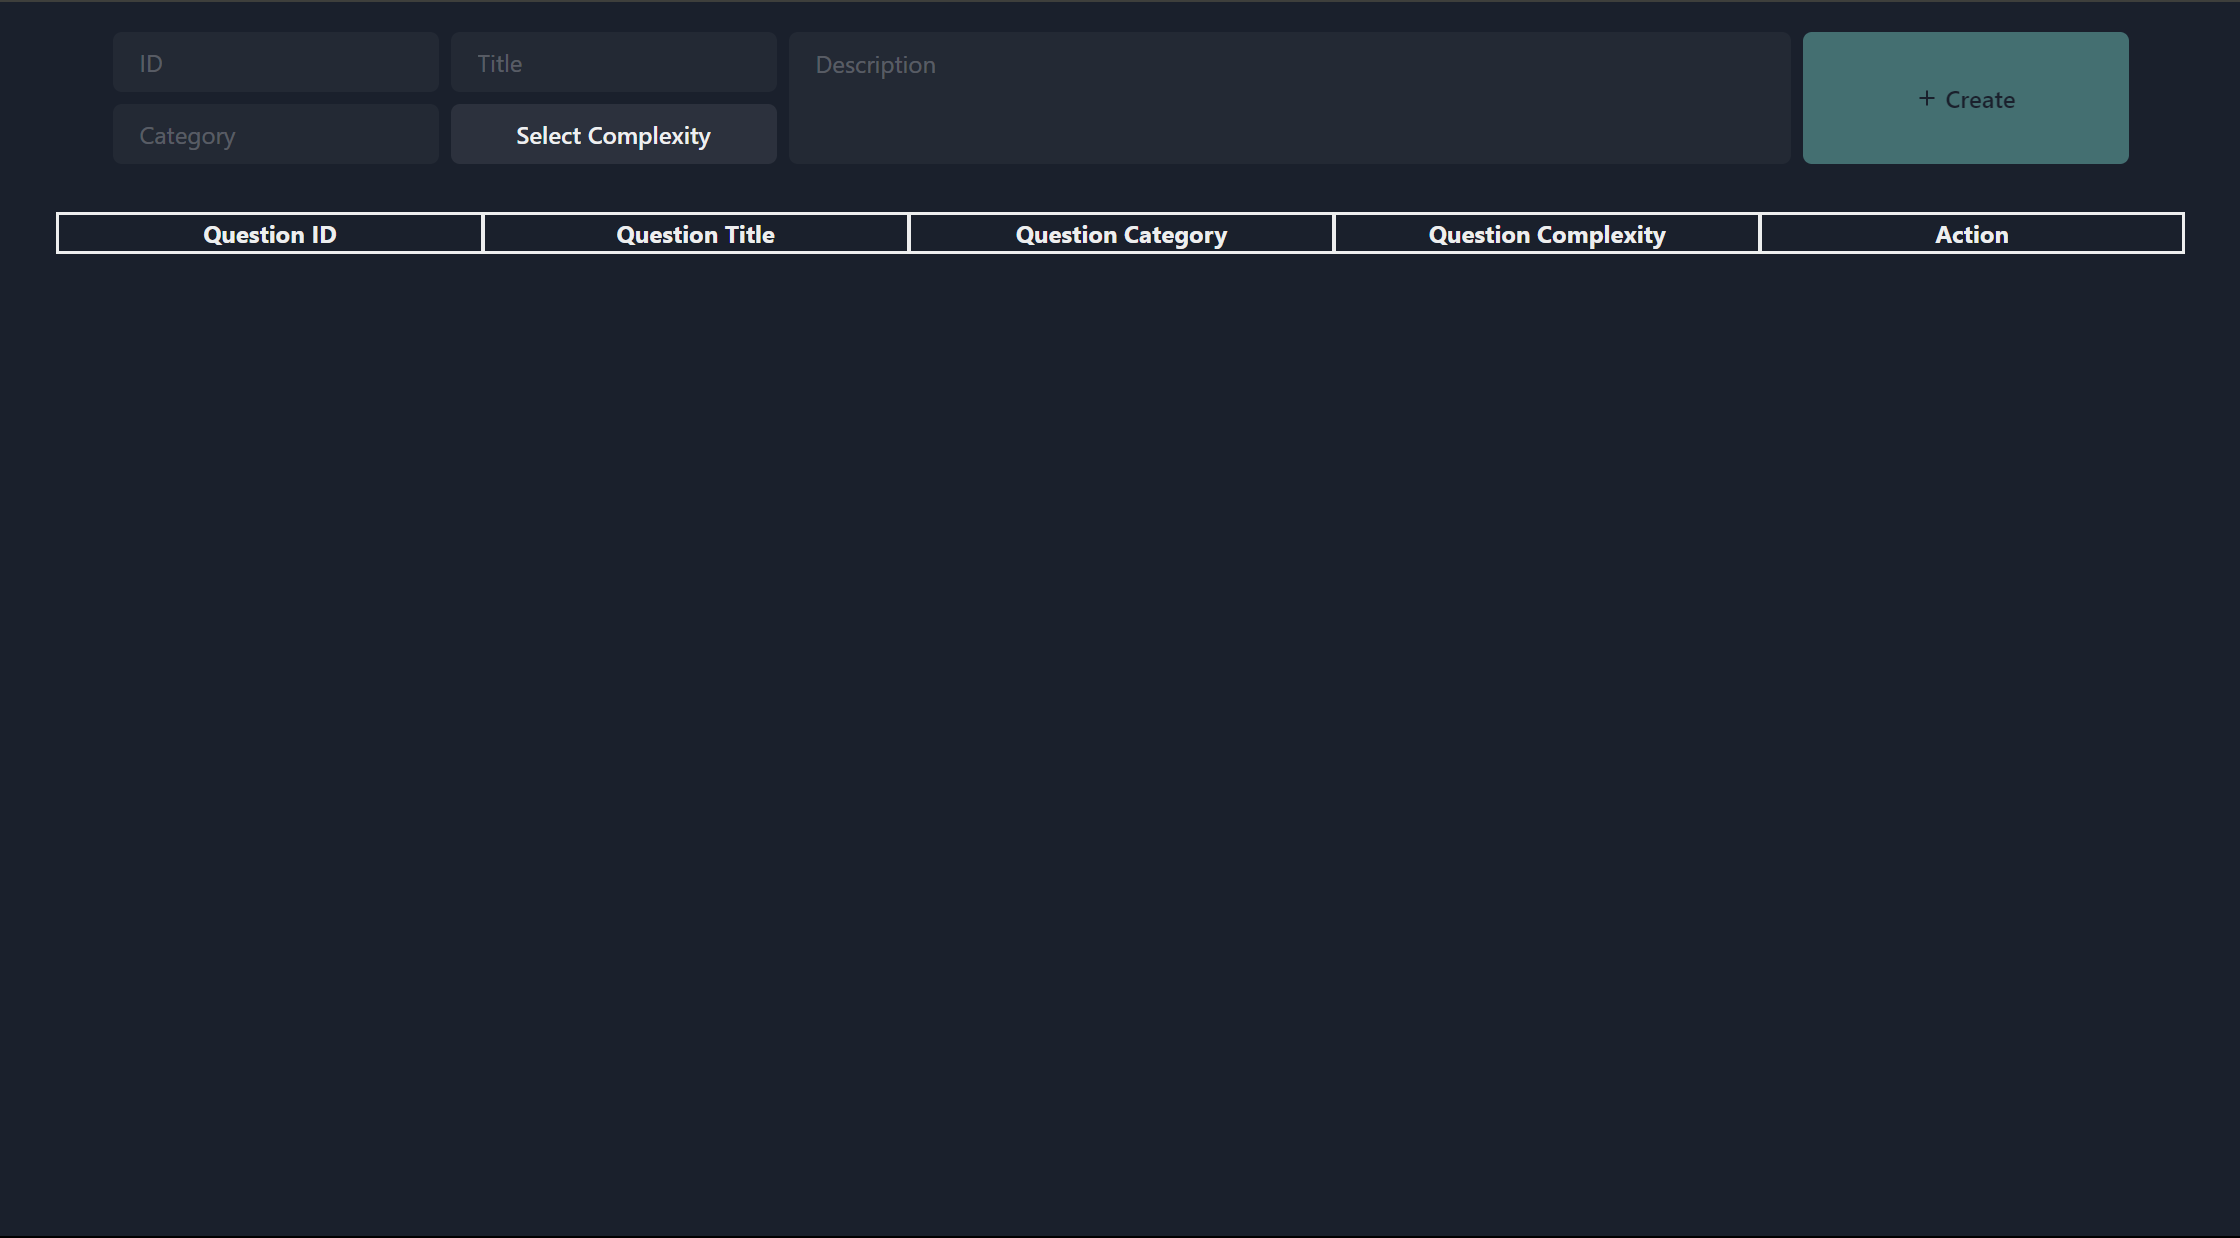 ID
Title
Description
+ Create
Category
Select Complexity
Question ID
Question Title
Question Category
Question Complexity
Action